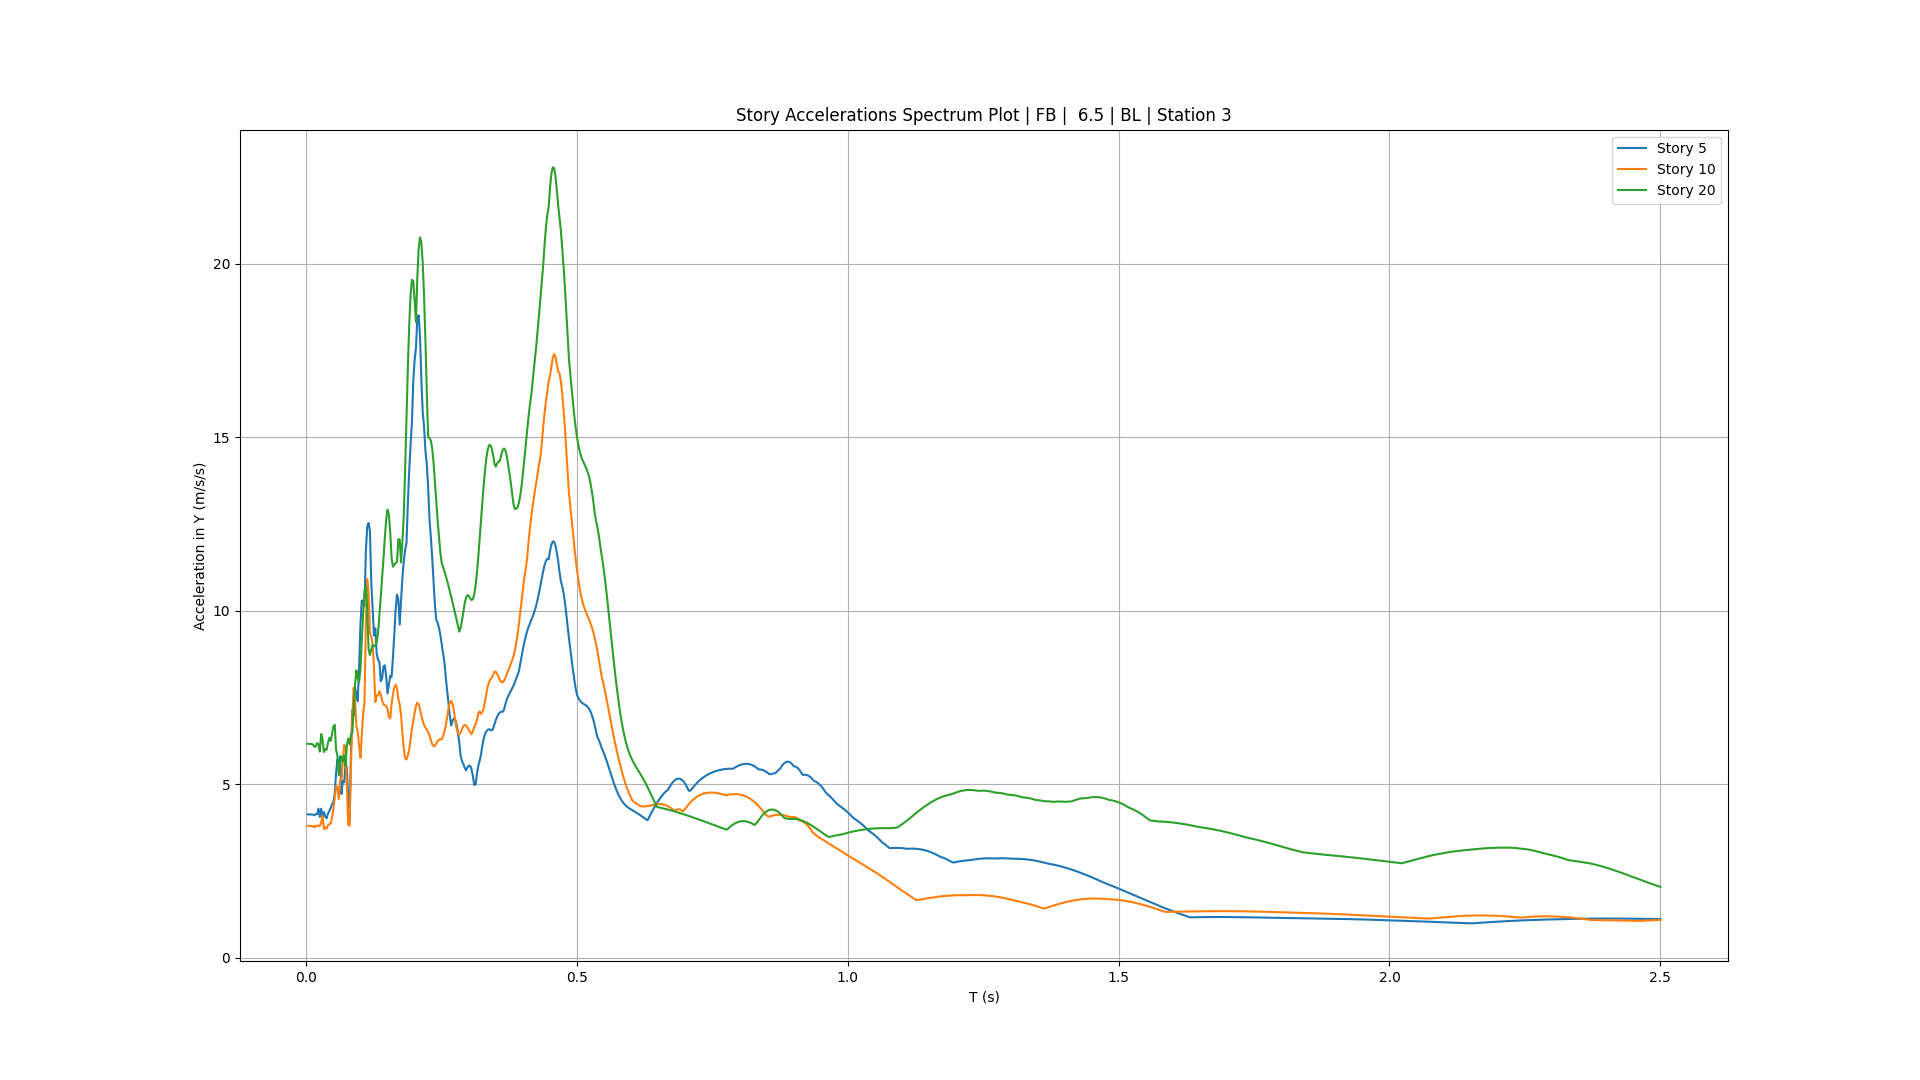 Story Accelerations Spectrum Plot | FB |  6.5 | BL | Station 3
Story 5
Story 10
Story 20
Acceleration in Y (m/s/s)
20
15
10
5
0
0.0 0.5 1.0 1.5 2.0 2.5
T (s)